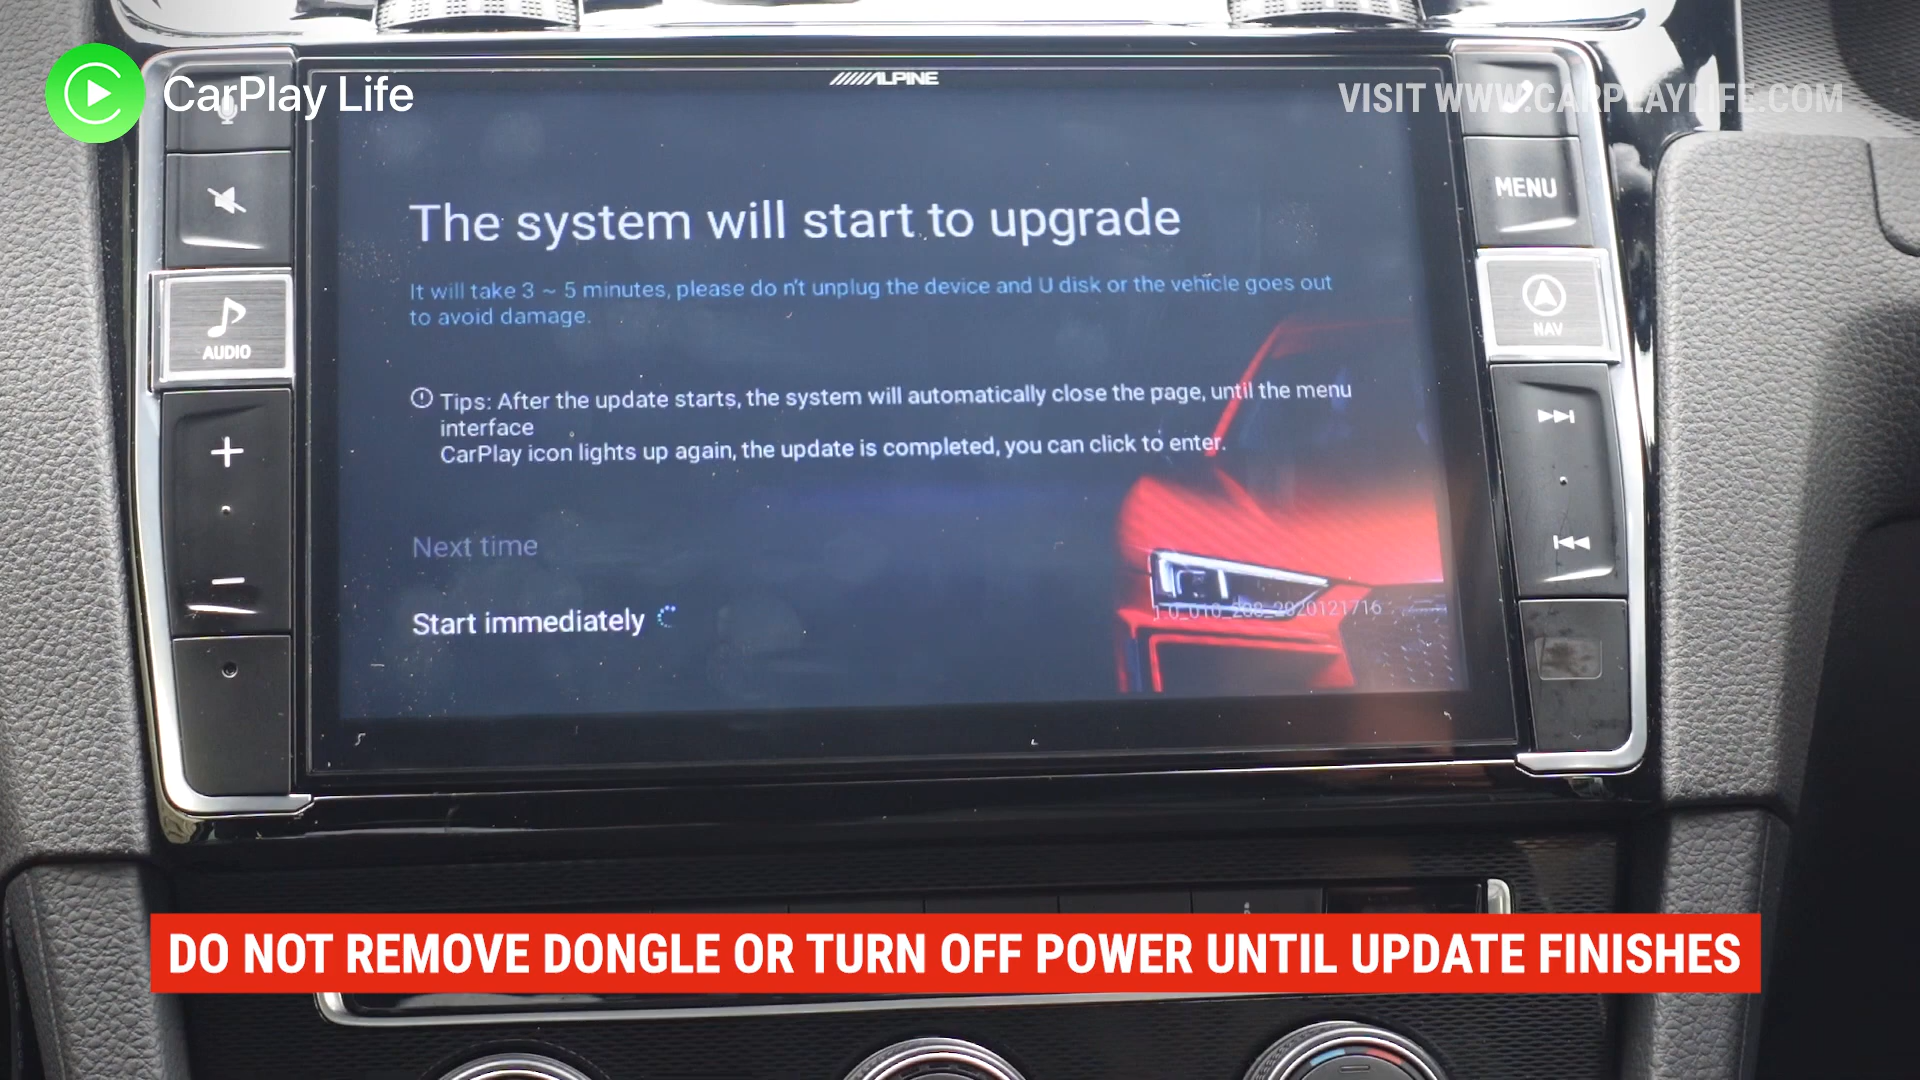 CarPlay Life
VISIT WWW.CARPLAYLIFE.COM
ALPINE
MENU
AUDIO
NAV
The system will start to upgrade
It will take 3 ~ 5 minutes, please do n't unplug the device and U disk or the vehicle goes out
to avoid damage.
Tips: After the update starts, the system will automatically close the page, until the menu
interface
CarPlay icon lights up again, the update is completed, you can click to enter.
Next time
Start immediately
DO NOT REMOVE DONGLE OR TURN OFF POWER UNTIL UPDATE FINISHES